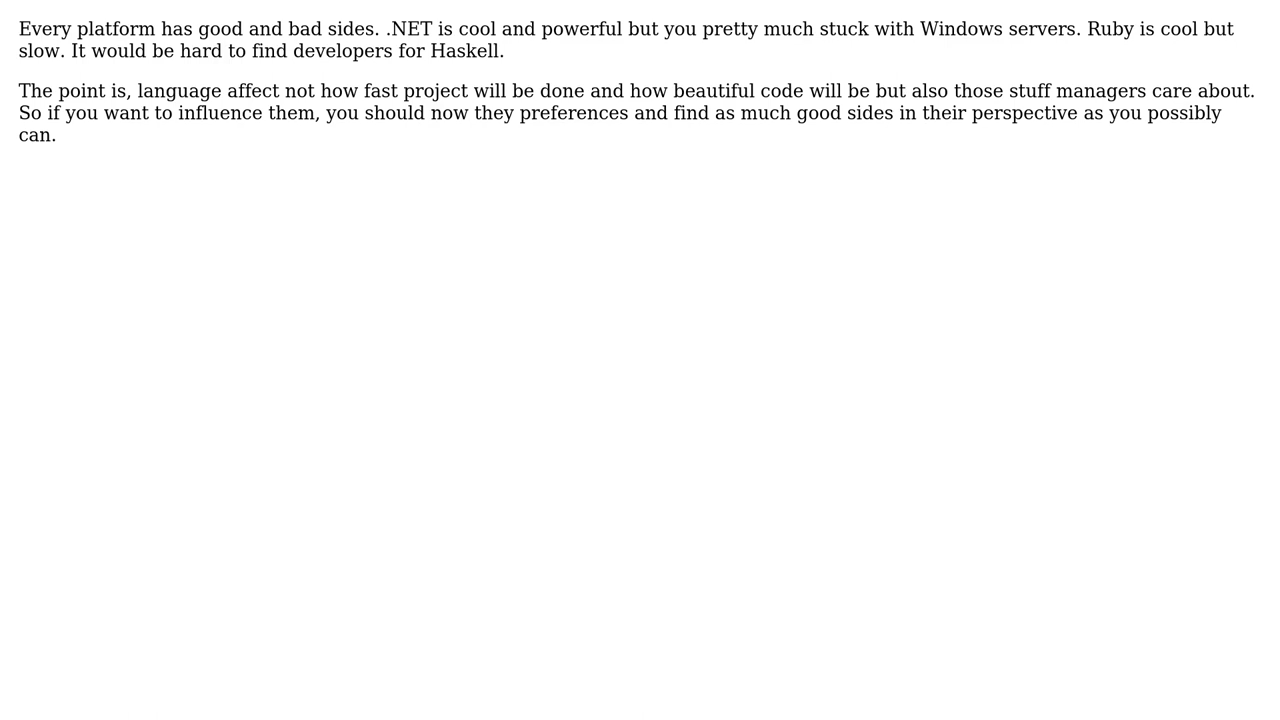 Every platform has good and bad sides. .NET is cool and powerful but you pretty much stuck with Windows servers. Ruby is cool but
slow. It would be hard to find developers for Haskell.
The point is, language affect not how fast project will be done and how beautiful code will be but also those stuff managers care about.
So if you want to influence them, you should now they preferences and find as much good sides in their perspective as you possibly
can.